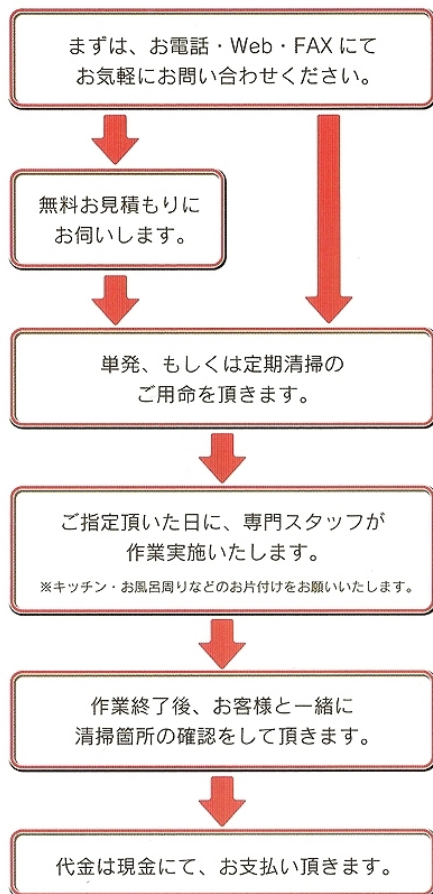 まずは、お電話・Web・FAX にて
お気軽にお問い合わせください。
無料お見積もりに
お伺いします。
単発、もしくは定期清掃の
ご用命を頂きます。
ご指定頂いた日に、専門スタッフが
作業実施いたします。
※キッチン・お風呂周りなどのお片付けをお願いいたします。
作業終了後、お客様と一緒に
清掃箇所の確認をして頂きます。
代金は現金にて、お支払い頂きます。